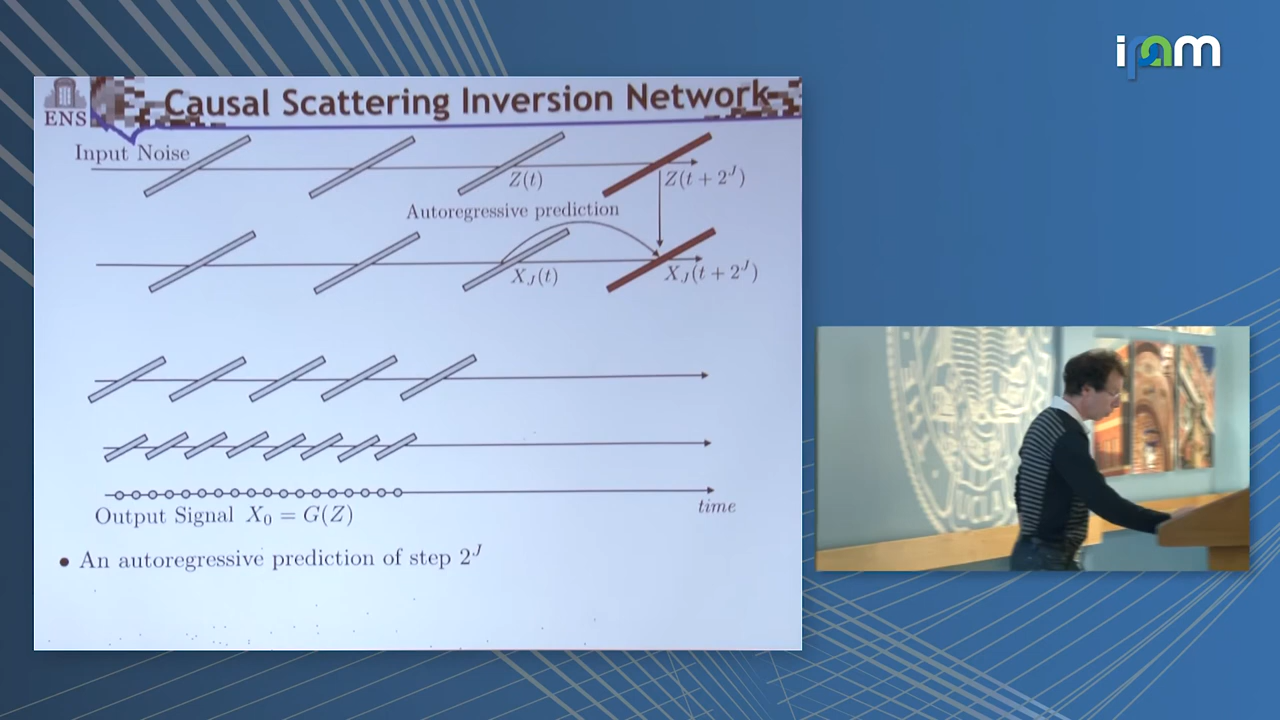 ipam
ENS
Causal Scattering Inversion Network
Input Noise
Z(t)
Z(t + 2^J)
Autoregressive prediction
X_J(t)
X_J(t + 2^J)
time
Output Signal X_0 = G(Z)
• An autoregressive prediction of step 2^J